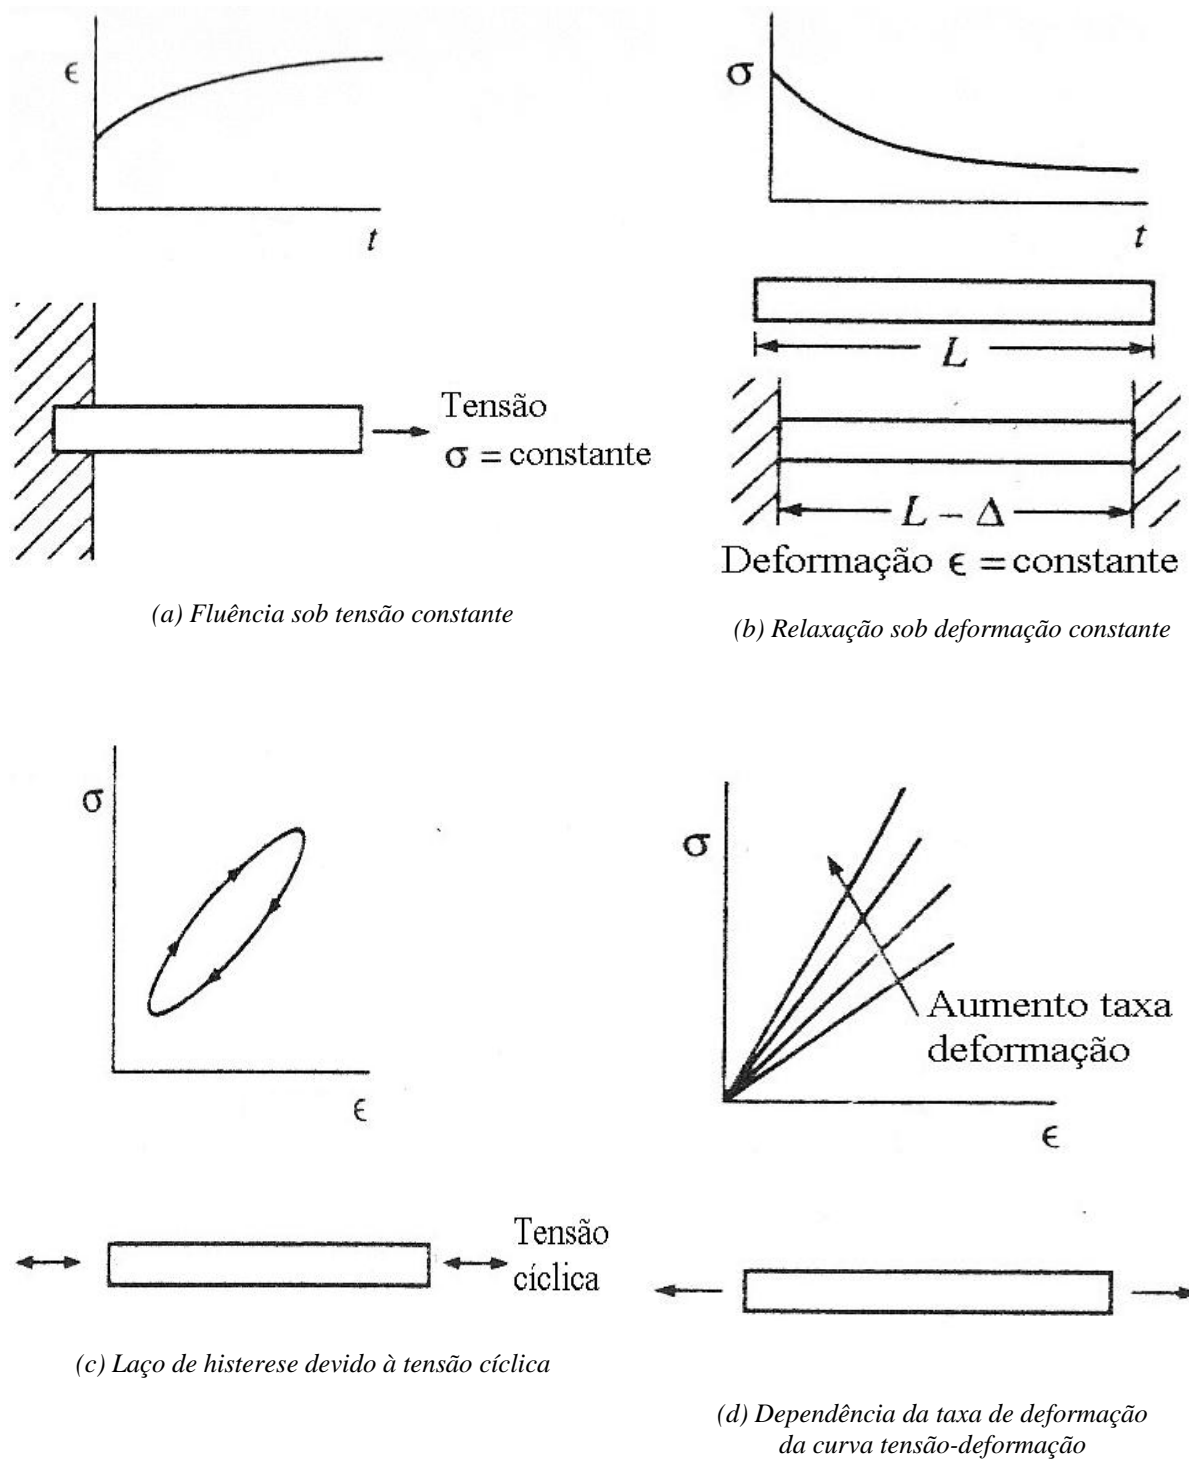 ϵ
t
Tensão
σ = constante
(a) Fluência sob tensão constante
σ
t
L
L − Δ
Deformação ϵ = constante
(b) Relaxação sob deformação constante
σ
ϵ
Tensão
cíclica
(c) Laço de histerese devido à tensão cíclica
σ
Aumento taxa
deformação
ϵ
(d) Dependência da taxa de deformação
da curva tensão-deformação